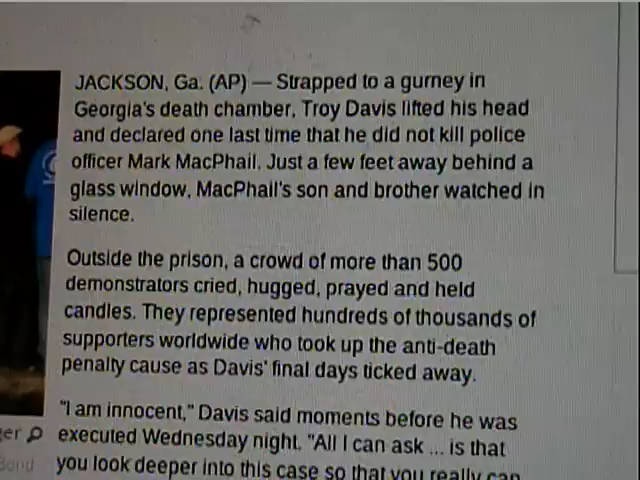 JACKSON, Ga. (AP) — Strapped to a gurney in
Georgia's death chamber, Troy Davis lifted his head
and declared one last time that he did not kill police
officer Mark MacPhail. Just a few feet away behind a
glass window, MacPhail's son and brother watched in
silence.
Outside the prison, a crowd of more than 500
demonstrators cried, hugged, prayed and held
candles. They represented hundreds of thousands of
supporters worldwide who took up the anti-death
penalty cause as Davis' final days ticked away.
"I am innocent," Davis said moments before he was
executed Wednesday night. "All I can ask ... is that
you look deeper into this case so that you really can